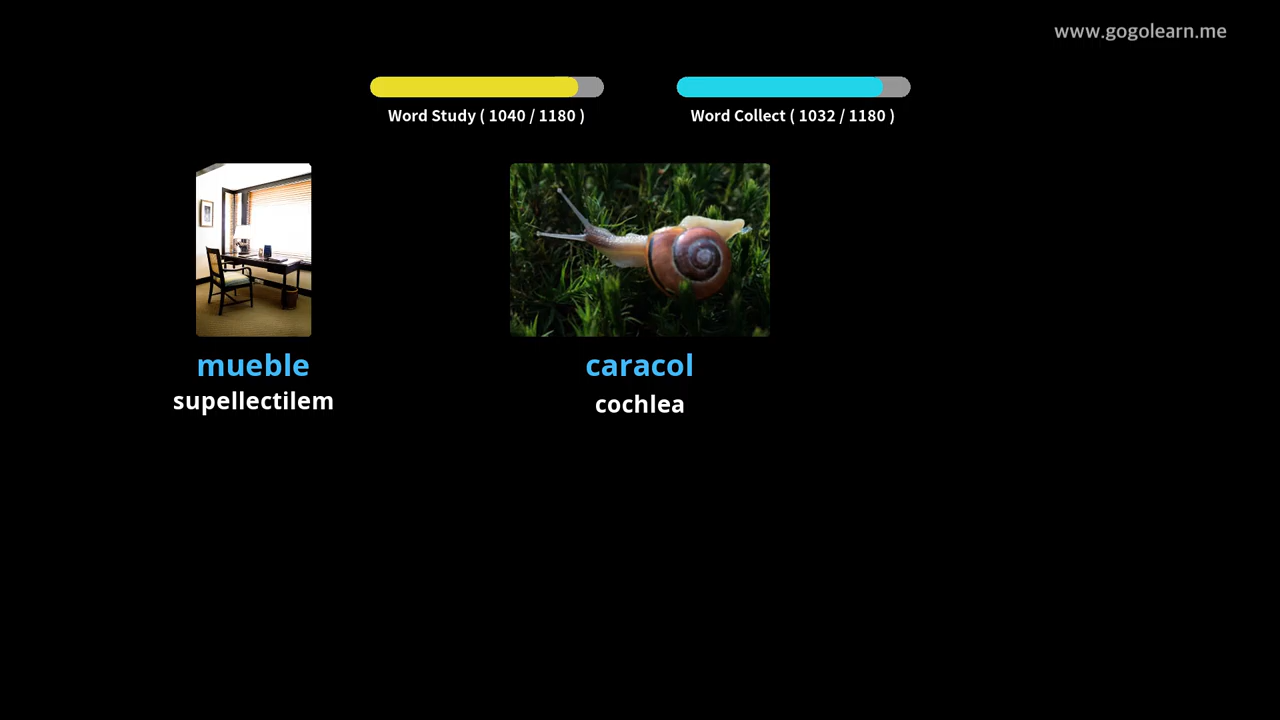 www.gogolearn.me
Word Study ( 1040 / 1180 )
Word Collect ( 1032 / 1180 )
mueble
supellectilem
caracol
cochlea